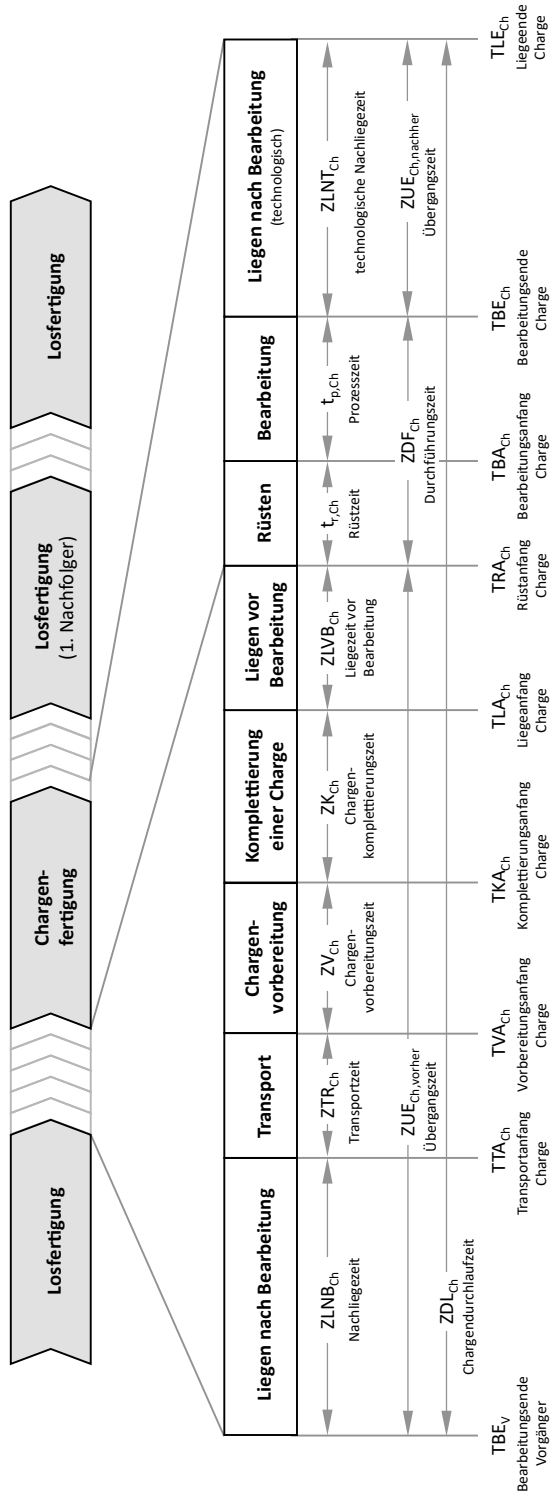 Losfertigung
Chargen-
fertigung
Losfertigung
(1. Nachfolger)
Losfertigung
Liegen nach Bearbeitung
Transport
Chargen-
vorbereitung
Komplettierung
einer Charge
Liegen vor
Bearbeitung
Rüsten
Bearbeitung
Liegen nach Bearbeitung
(technologisch)
ZLNB_Ch
Nachliegezeit
ZTR_Ch
Transportzeit
ZV_Ch
Chargen-
vorbereitungszeit
ZK_Ch
Chargen-
komplettierungszeit
ZLVB_Ch
Liegezeit vor
Bearbeitung
t_r,Ch
Rüstzeit
t_p,Ch
Prozesszeit
ZLNT_Ch
technologische Nachliegezeit
ZUE_Ch,vorher
Übergangszeit
ZDF_Ch
Durchführungszeit
ZUE_Ch,nachher
Übergangszeit
ZDL_Ch
Chargendurchlaufzeit
TBE_V
Bearbeitungsende
Vorgänger
TTA_Ch
Transportanfang
Charge
TVA_Ch
Vorbereitungsanfang
Charge
TKA_Ch
Komplettierungsanfang
Charge
TLA_Ch
Liegeanfang
Charge
TRA_Ch
Rüstanfang
Charge
TBA_Ch
Bearbeitungsanfang
Charge
TBE_Ch
Bearbeitungsende
Charge
TLE_Ch
Liegeende
Charge